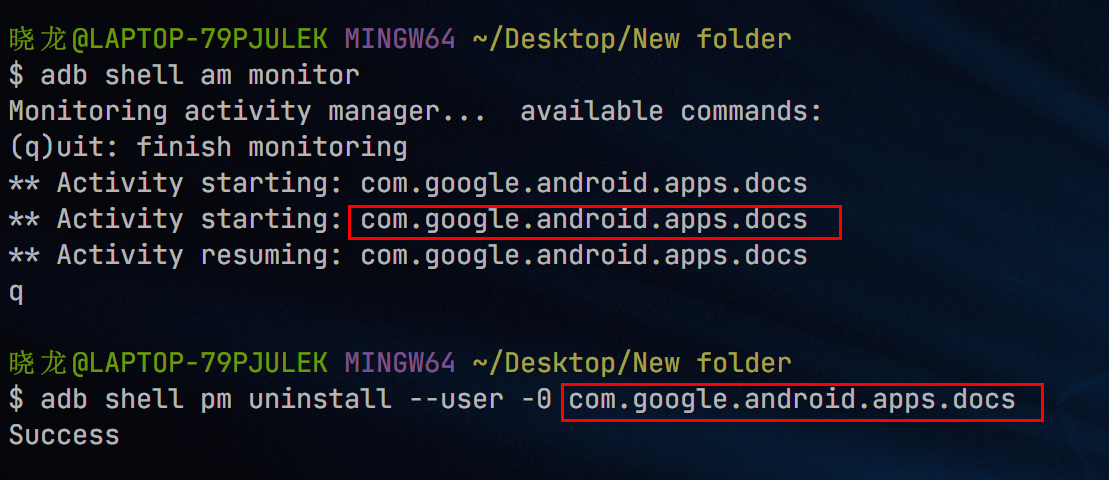 晓龙@LAPTOP-79PJULEK MINGW64 ~/Desktop/New folder
$ adb shell am monitor
Monitoring activity manager...  available commands:
(q)uit: finish monitoring
** Activity starting: com.google.android.apps.docs
** Activity starting: com.google.android.apps.docs
** Activity resuming: com.google.android.apps.docs
q
晓龙@LAPTOP-79PJULEK MINGW64 ~/Desktop/New folder
$ adb shell pm uninstall --user -0 com.google.android.apps.docs
Success